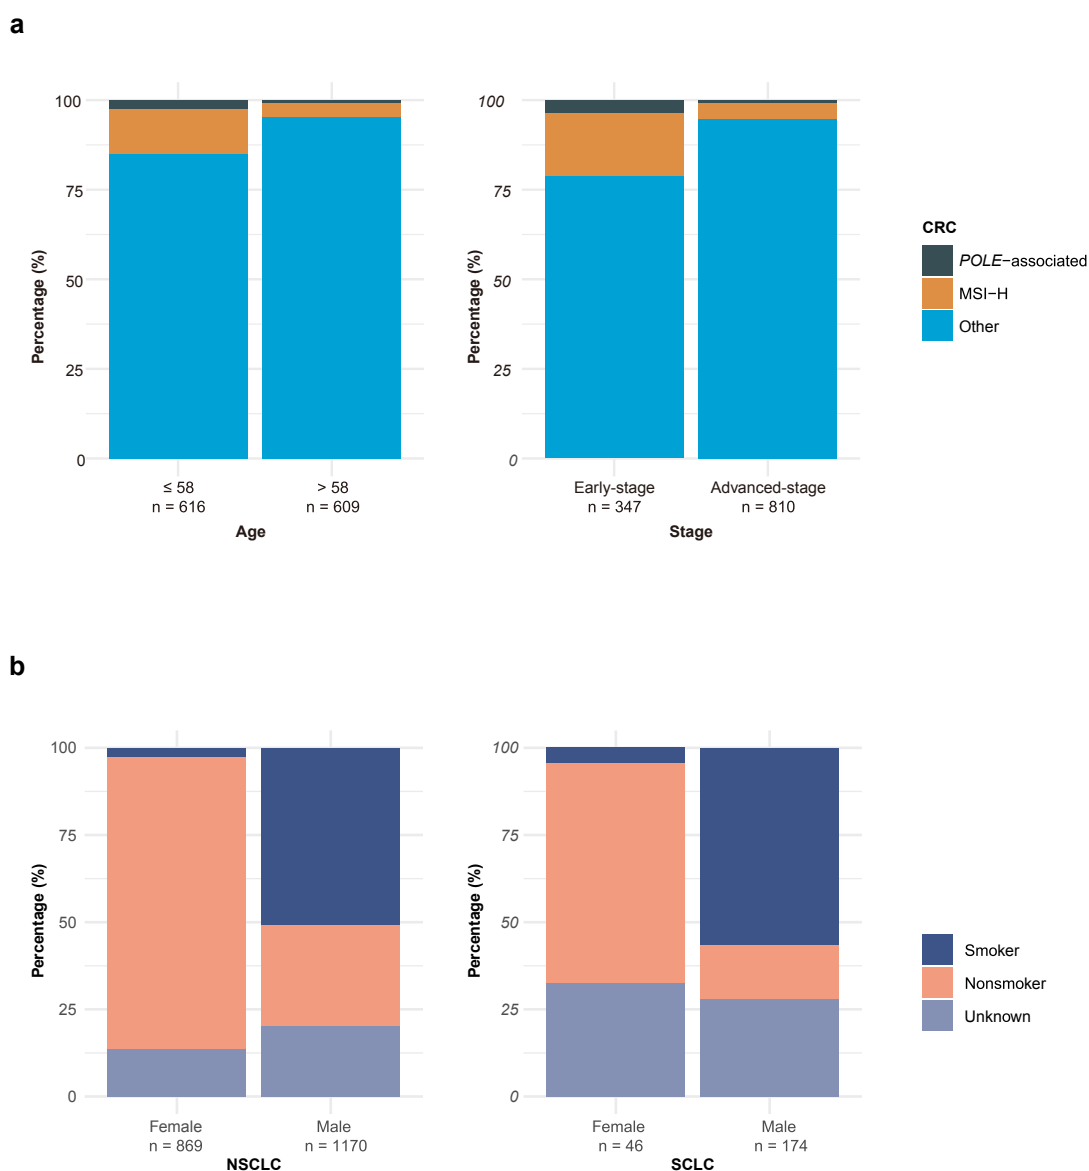 a
100
75
50
25
0
Percentage (%)
≤ 58
n = 616
> 58
n = 609
Age
100
75
50
25
0
Percentage (%)
Early-stage
n = 347
Advanced-stage
n = 810
Stage
CRC
POLE−associated
MSI−H
Other
b
100
75
50
25
0
Percentage (%)
Female
n = 869
Male
n = 1170
NSCLC
100
75
50
25
0
Percentage (%)
Female
n = 46
Male
n = 174
SCLC
Smoker
Nonsmoker
Unknown